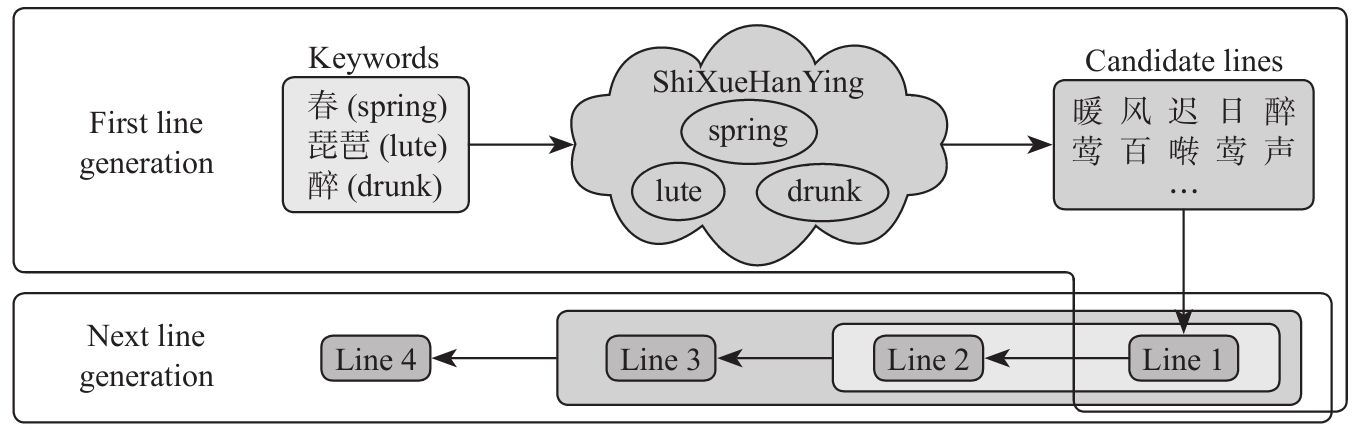 First line
generation
Keywords
春 (spring)
琵琶 (lute)
醉 (drunk)
ShiXueHanYing
spring
lute
drunk
Candidate lines
暖 风 迟 日 醉
莺 百 啭 莺 声
...
Next line
generation
Line 4
Line 3
Line 2
Line 1